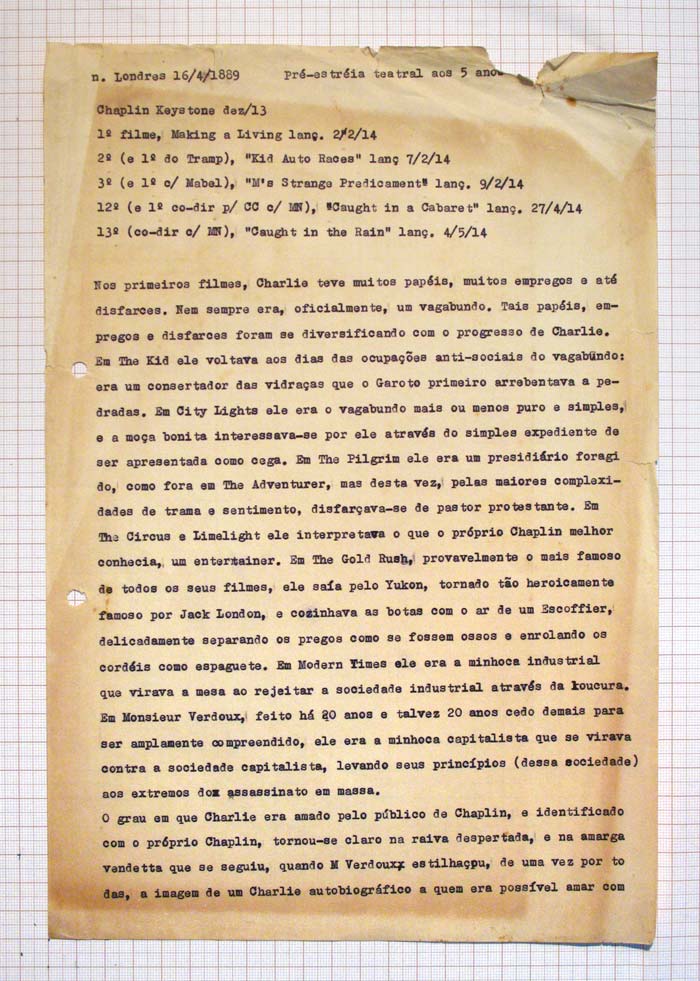 n. Londres 16/4/1889 Pré-estréia teatral aos 5 anos
Chaplin Keystone dez/13
1º filme, Making a Living lanç. 2/2/14
2º (e 1º do Tramp), "Kid Auto Races" lanç 7/2/14
3º (e 1º c/ Mabel), "M's Strange Predicament" lanç. 9/2/14
12º (e 1º co-dir p/ CC c/ MN), "Caught in a Cabaret" lanç. 27/4/14
13º (co-dir c/ MN), "Caught in the Rain" lanç. 4/5/14
Nos primeiros filmes, Charlie teve muitos papéis, muitos empregos e até
disfarces. Nem sempre era, oficialmente, um vagabundo. Tais papéis, em-
pregos e disfarces foram se diversificando com o progresso de Charlie.
Em The Kid ele voltava aos dias das ocupações anti-sociais do vagabundo:
era um consertador das vidraças que o Garoto primeiro arrebentava a pe-
dradas. Em City Lights ele era o vagabundo mais ou menos puro e simples,
e a moça bonita interessava-se por ele através do simples expediente de
ser apresentada como cega. Em The Pilgrim ele era um presidiário foragi
do, como fora em The Adventurer, mas desta vez, pelas maiores complexi-
dades de trama e sentimento, disfarçava-se de pastor protestante. Em
The Circus e Limelight ele interpretava o que o próprio Chaplin melhor
conhecia, um entertainer. Em The Gold Rush, provavelmente o mais famoso
de todos os seus filmes, ele saía pelo Yukon, tornado tão heroicamente
famoso por Jack London, e cozinhava as botas com o ar de um Escoffier,
delicadamente separando os pregos como se fossem ossos e enrolando os
cordéis como espaguete. Em Modern Times ele era a minhoca industrial
que virava a mesa ao rejeitar a sociedade industrial através da loucura.
Em Monsieur Verdoux, feito há 20 anos e talvez 20 anos cedo demais para
ser amplamente compreendido, ele era a minhoca capitalista que se virava
contra a sociedade capitalista, levando seus princípios (dessa sociedade)
aos extremos dox assassinato em massa.
O grau em que Charlie era amado pelo público de Chaplin, e identificado
com o próprio Chaplin, tornou-se claro na raiva despertada, e na amarga
vendetta que se seguiu, quando M Verdouxx estilhaçpu, de uma vez por to
das, a imagem de um Charlie autobiográfico a quem era possível amar com